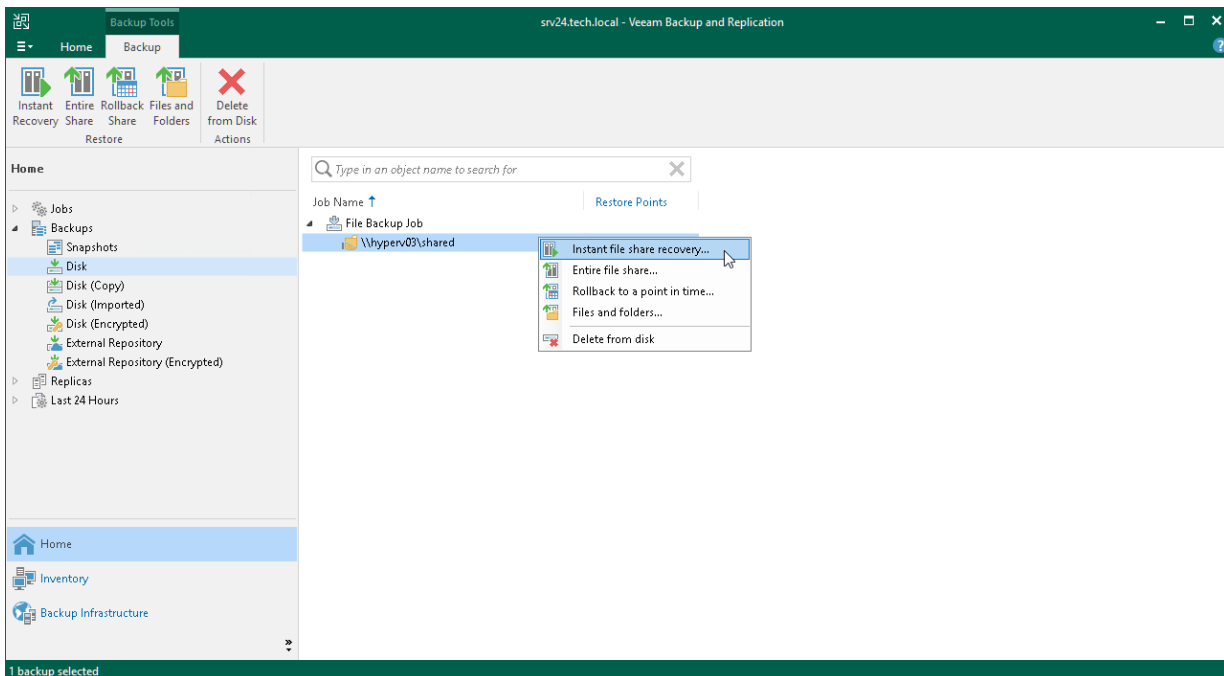 Backup Tools
srv24.tech.local - Veeam Backup and Replication
Home
Backup
Instant Recovery
Entire Share
Rollback Share
Files and Folders
Delete from Disk
Restore
Actions
Home
Type in an object name to search for
Jobs
Backups
Snapshots
Disk
Disk (Copy)
Disk (Imported)
Disk (Encrypted)
External Repository
External Repository (Encrypted)
Replicas
Last 24 Hours
Job Name
Restore Points
File Backup Job
\\hyperv03\shared
Instant file share recovery...
Entire file share...
Rollback to a point in time...
Files and folders...
Delete from disk
Home
Inventory
Backup Infrastructure
1 backup selected